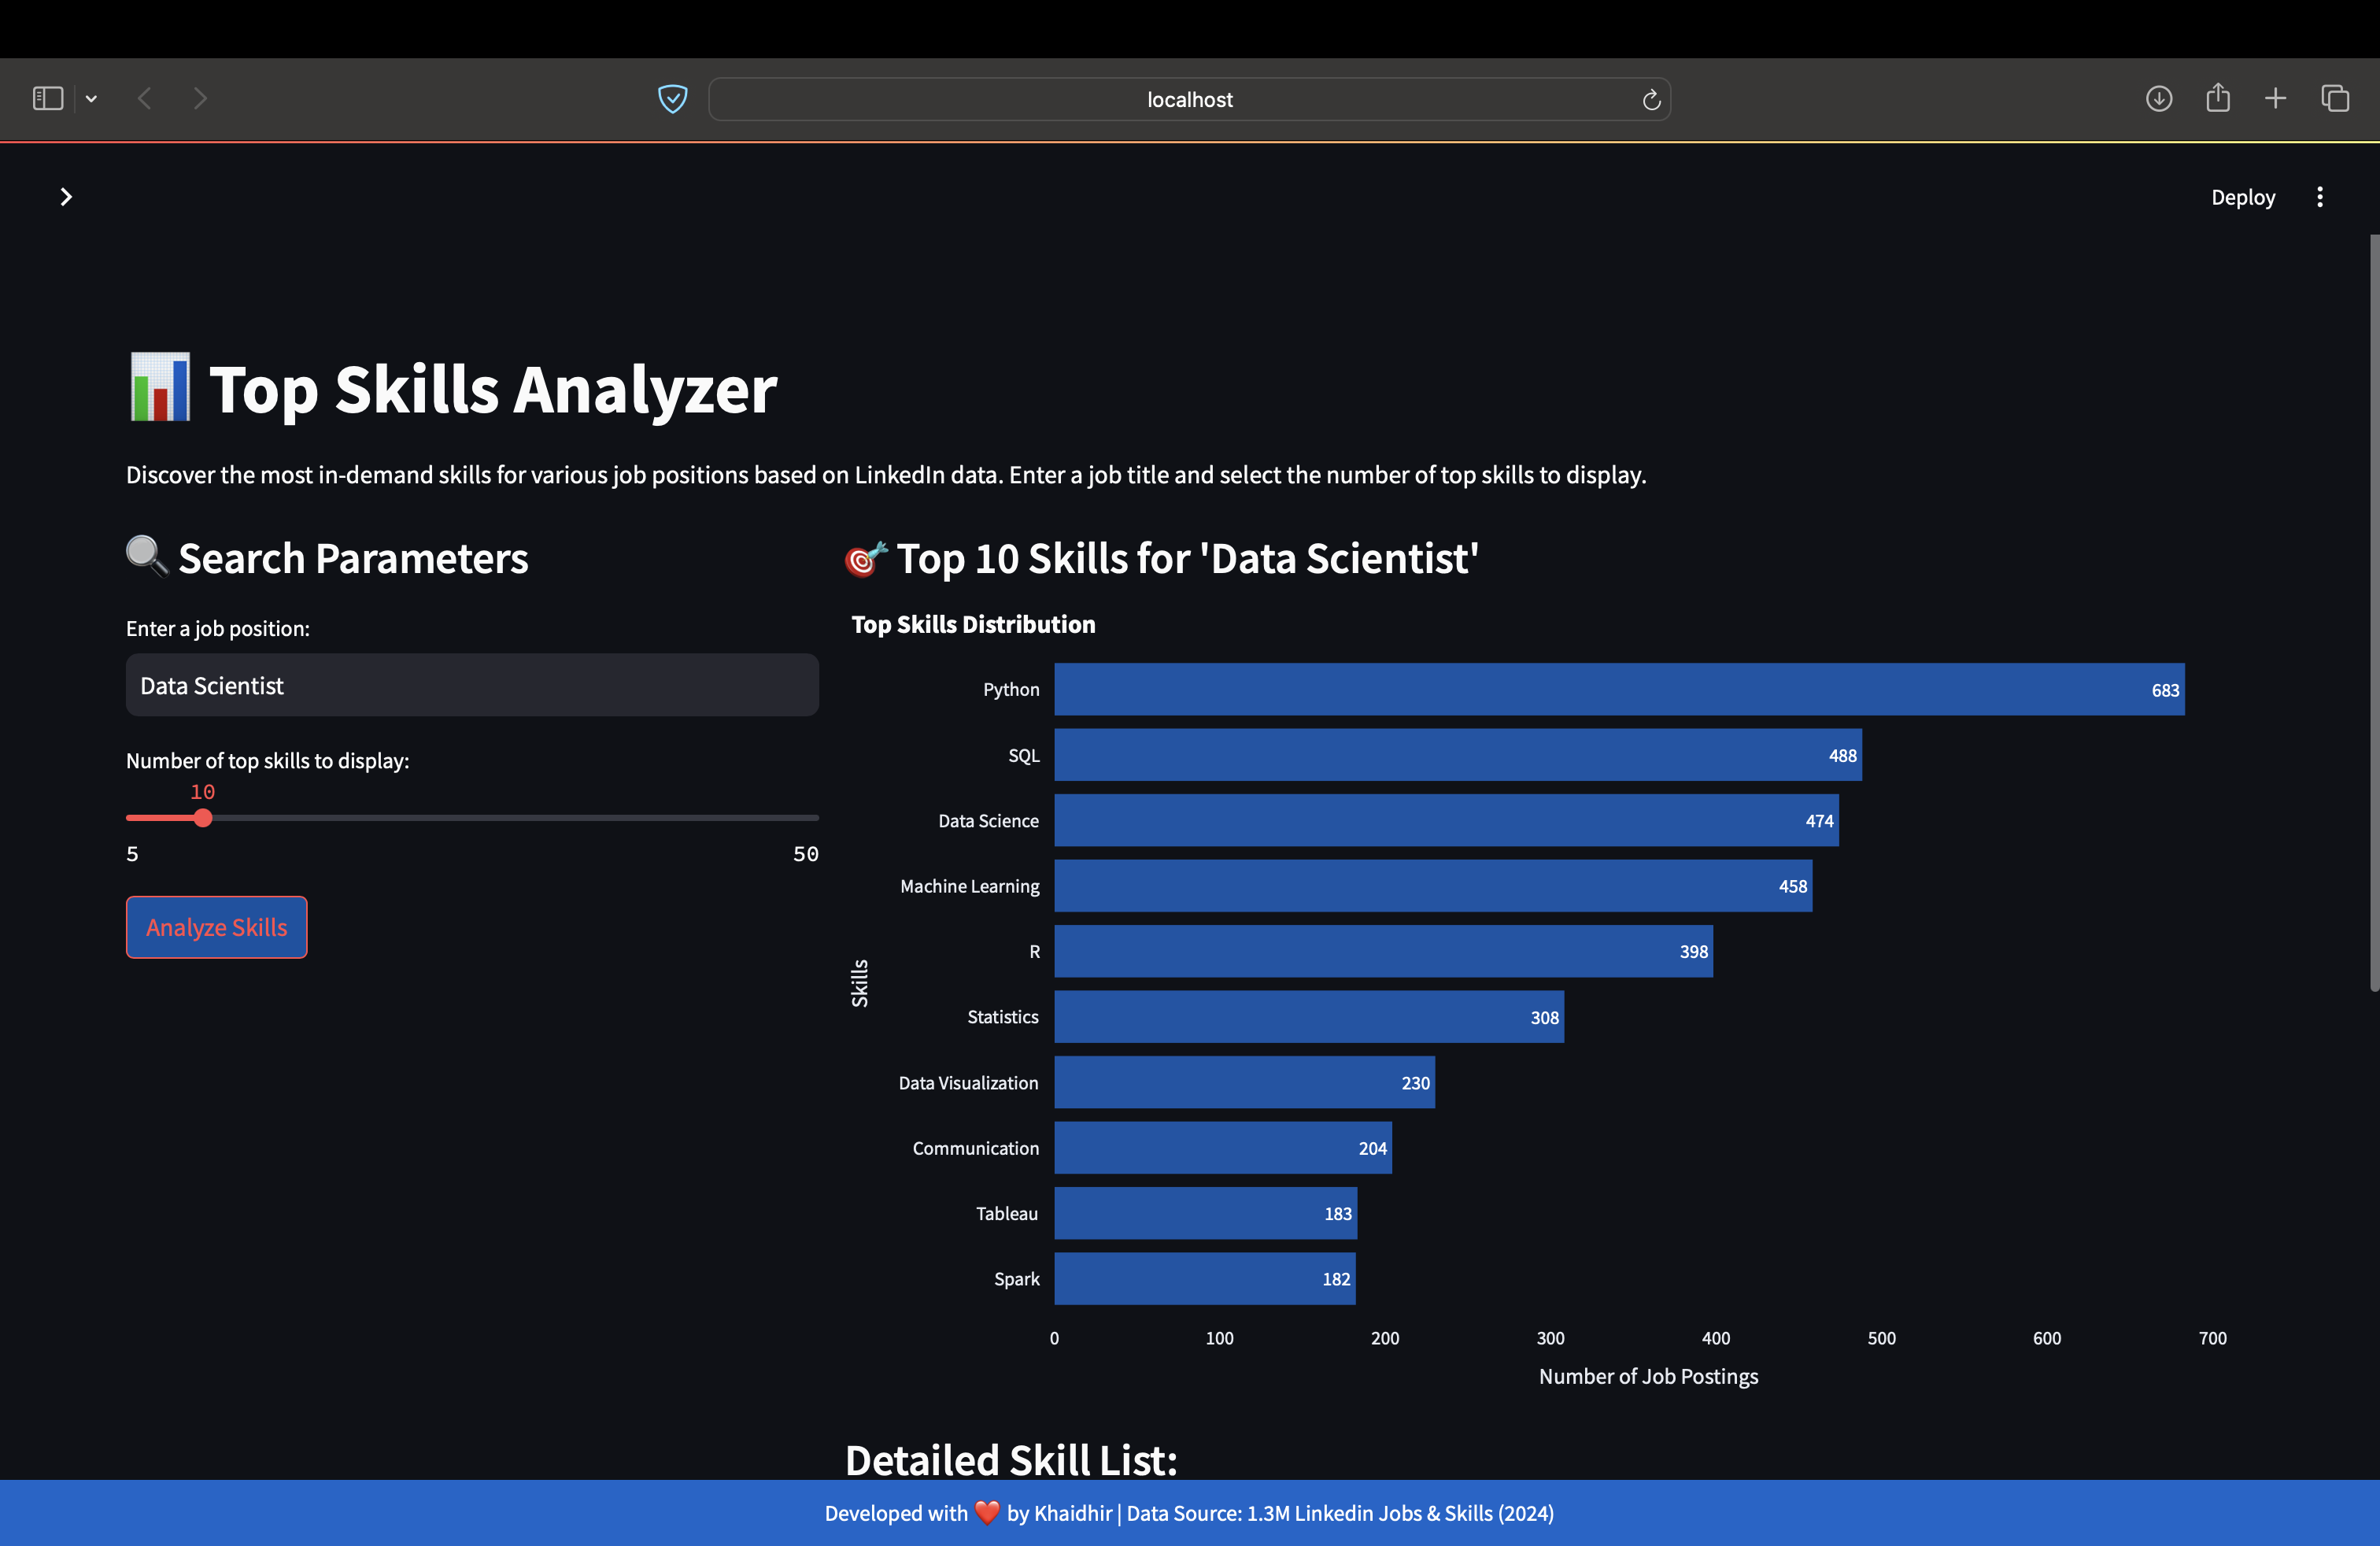 localhost
Deploy
Top Skills Analyzer
Discover the most in-demand skills for various job positions based on LinkedIn data. Enter a job title and select the number of top skills to display.
Search Parameters
Enter a job position:
Data Scientist
Number of top skills to display:
10
5 50
Analyze Skills
Top 10 Skills for 'Data Scientist'
Top Skills Distribution
Skills
Python 683
SQL 488
Data Science 474
Machine Learning 458
R 398
Statistics 308
Data Visualization 230
Communication 204
Tableau 183
Spark 182
0 100 200 300 400 500 600 700
Number of Job Postings
Detailed Skill List:
Developed with ❤️ by Khaidhir | Data Source: 1.3M Linkedin Jobs & Skills (2024)